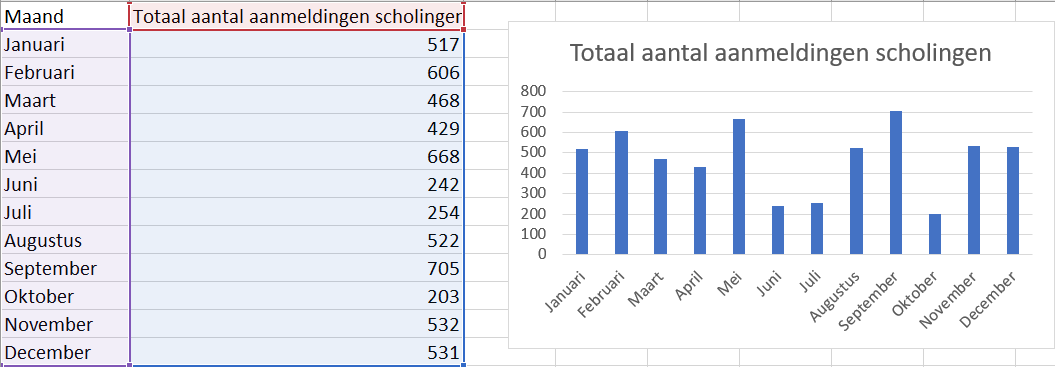 Maand Totaal aantal aanmeldingen scholingen
Januari 517
Februari 606
Maart 468
April 429
Mei 668
Juni 242
Juli 254
Augustus 522
September 705
Oktober 203
November 532
December 531
Totaal aantal aanmeldingen scholingen
800
700
600
500
400
300
200
100
0
Januari Februari Maart April Mei Juni Juli Augustus September Oktober November December